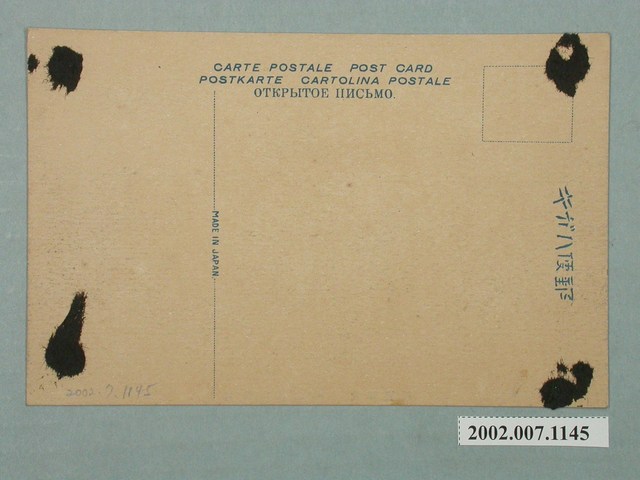 CARTE POSTALE POST CARD
POSTKARTE CARTOLINA POSTALE
ОТКРЫТОЕ ПИСЬМО.
MADE IN JAPAN.
キガハ便郵
2002.7.1145
2002.007.1145